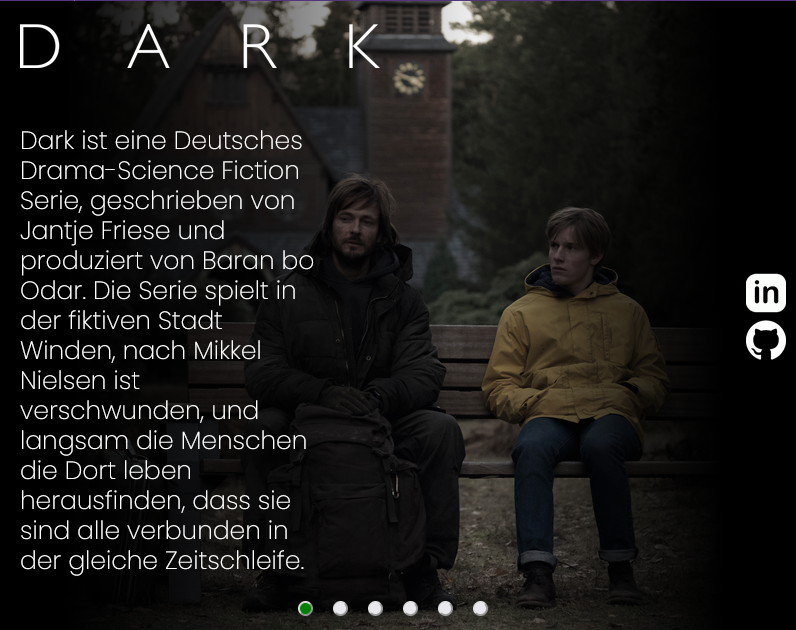 DARK
Dark ist eine Deutsches
Drama-Science Fiction
Serie, geschrieben von
Jantje Friese und
produziert von Baran bo
Odar. Die Serie spielt in
der fiktiven Stadt
Winden, nach Mikkel
Nielsen ist
verschwunden, und
langsam die Menschen
die Dort leben
herausfinden, dass sie
sind alle verbunden in
der gleiche Zeitschleife.
in